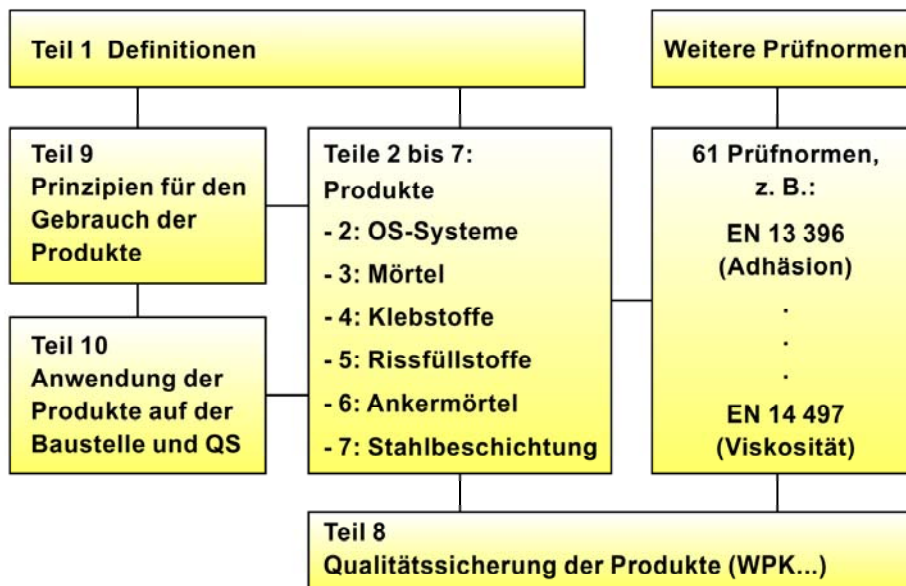 Teil 1 Definitionen
Weitere Prüfnormen
Teil 9
Prinzipien für den
Gebrauch der
Produkte
Teile 2 bis 7:
Produkte
- 2: OS-Systeme
- 3: Mörtel
- 4: Klebstoffe
- 5: Rissfüllstoffe
- 6: Ankermörtel
- 7: Stahlbeschichtung
61 Prüfnormen,
z. B.:
EN 13 396
(Adhäsion)
.
.
.
EN 14 497
(Viskosität)
Teil 10
Anwendung der
Produkte auf der
Baustelle und QS
Teil 8
Qualitätssicherung der Produkte (WPK...)